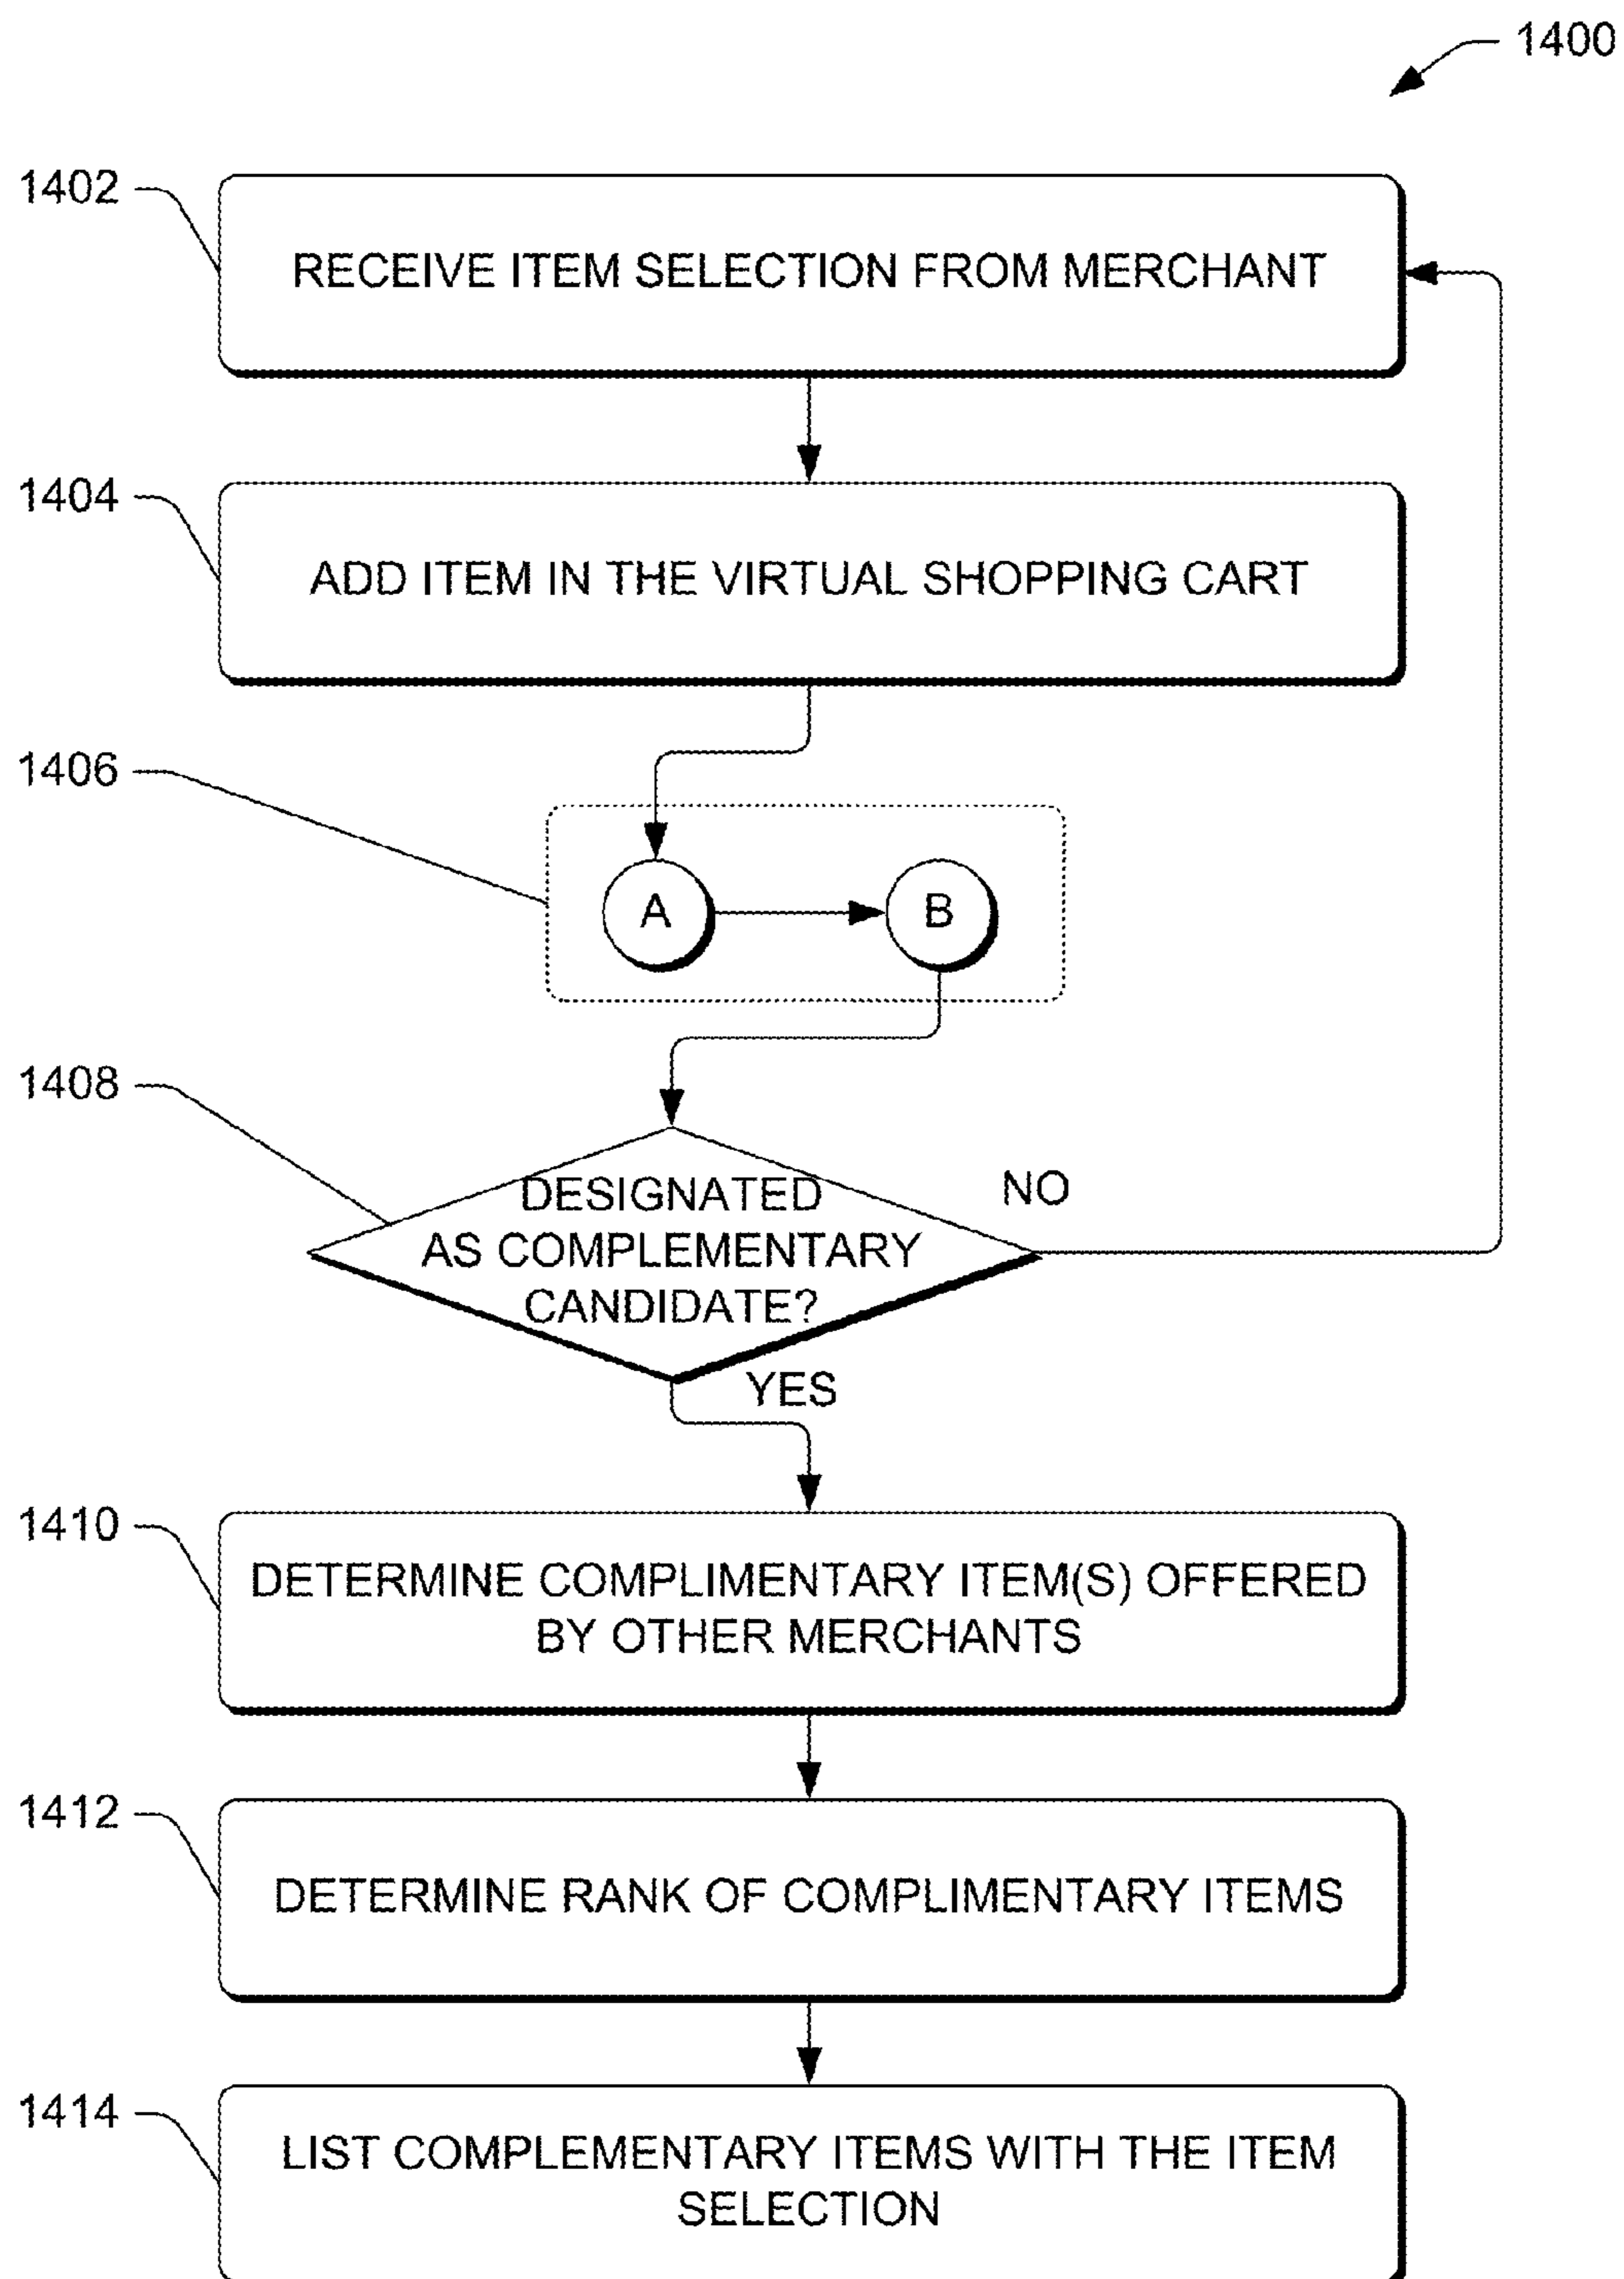 1400
1402
RECEIVE ITEM SELECTION FROM MERCHANT
1404
ADD ITEM IN THE VIRTUAL SHOPPING CART
1406
A
B
1408
DESIGNATED
AS COMPLEMENTARY
CANDIDATE?
NO
YES
1410
DETERMINE COMPLIMENTARY ITEM(S) OFFERED
BY OTHER MERCHANTS
1412
DETERMINE RANK OF COMPLIMENTARY ITEMS
1414
LIST COMPLEMENTARY ITEMS WITH THE ITEM
SELECTION